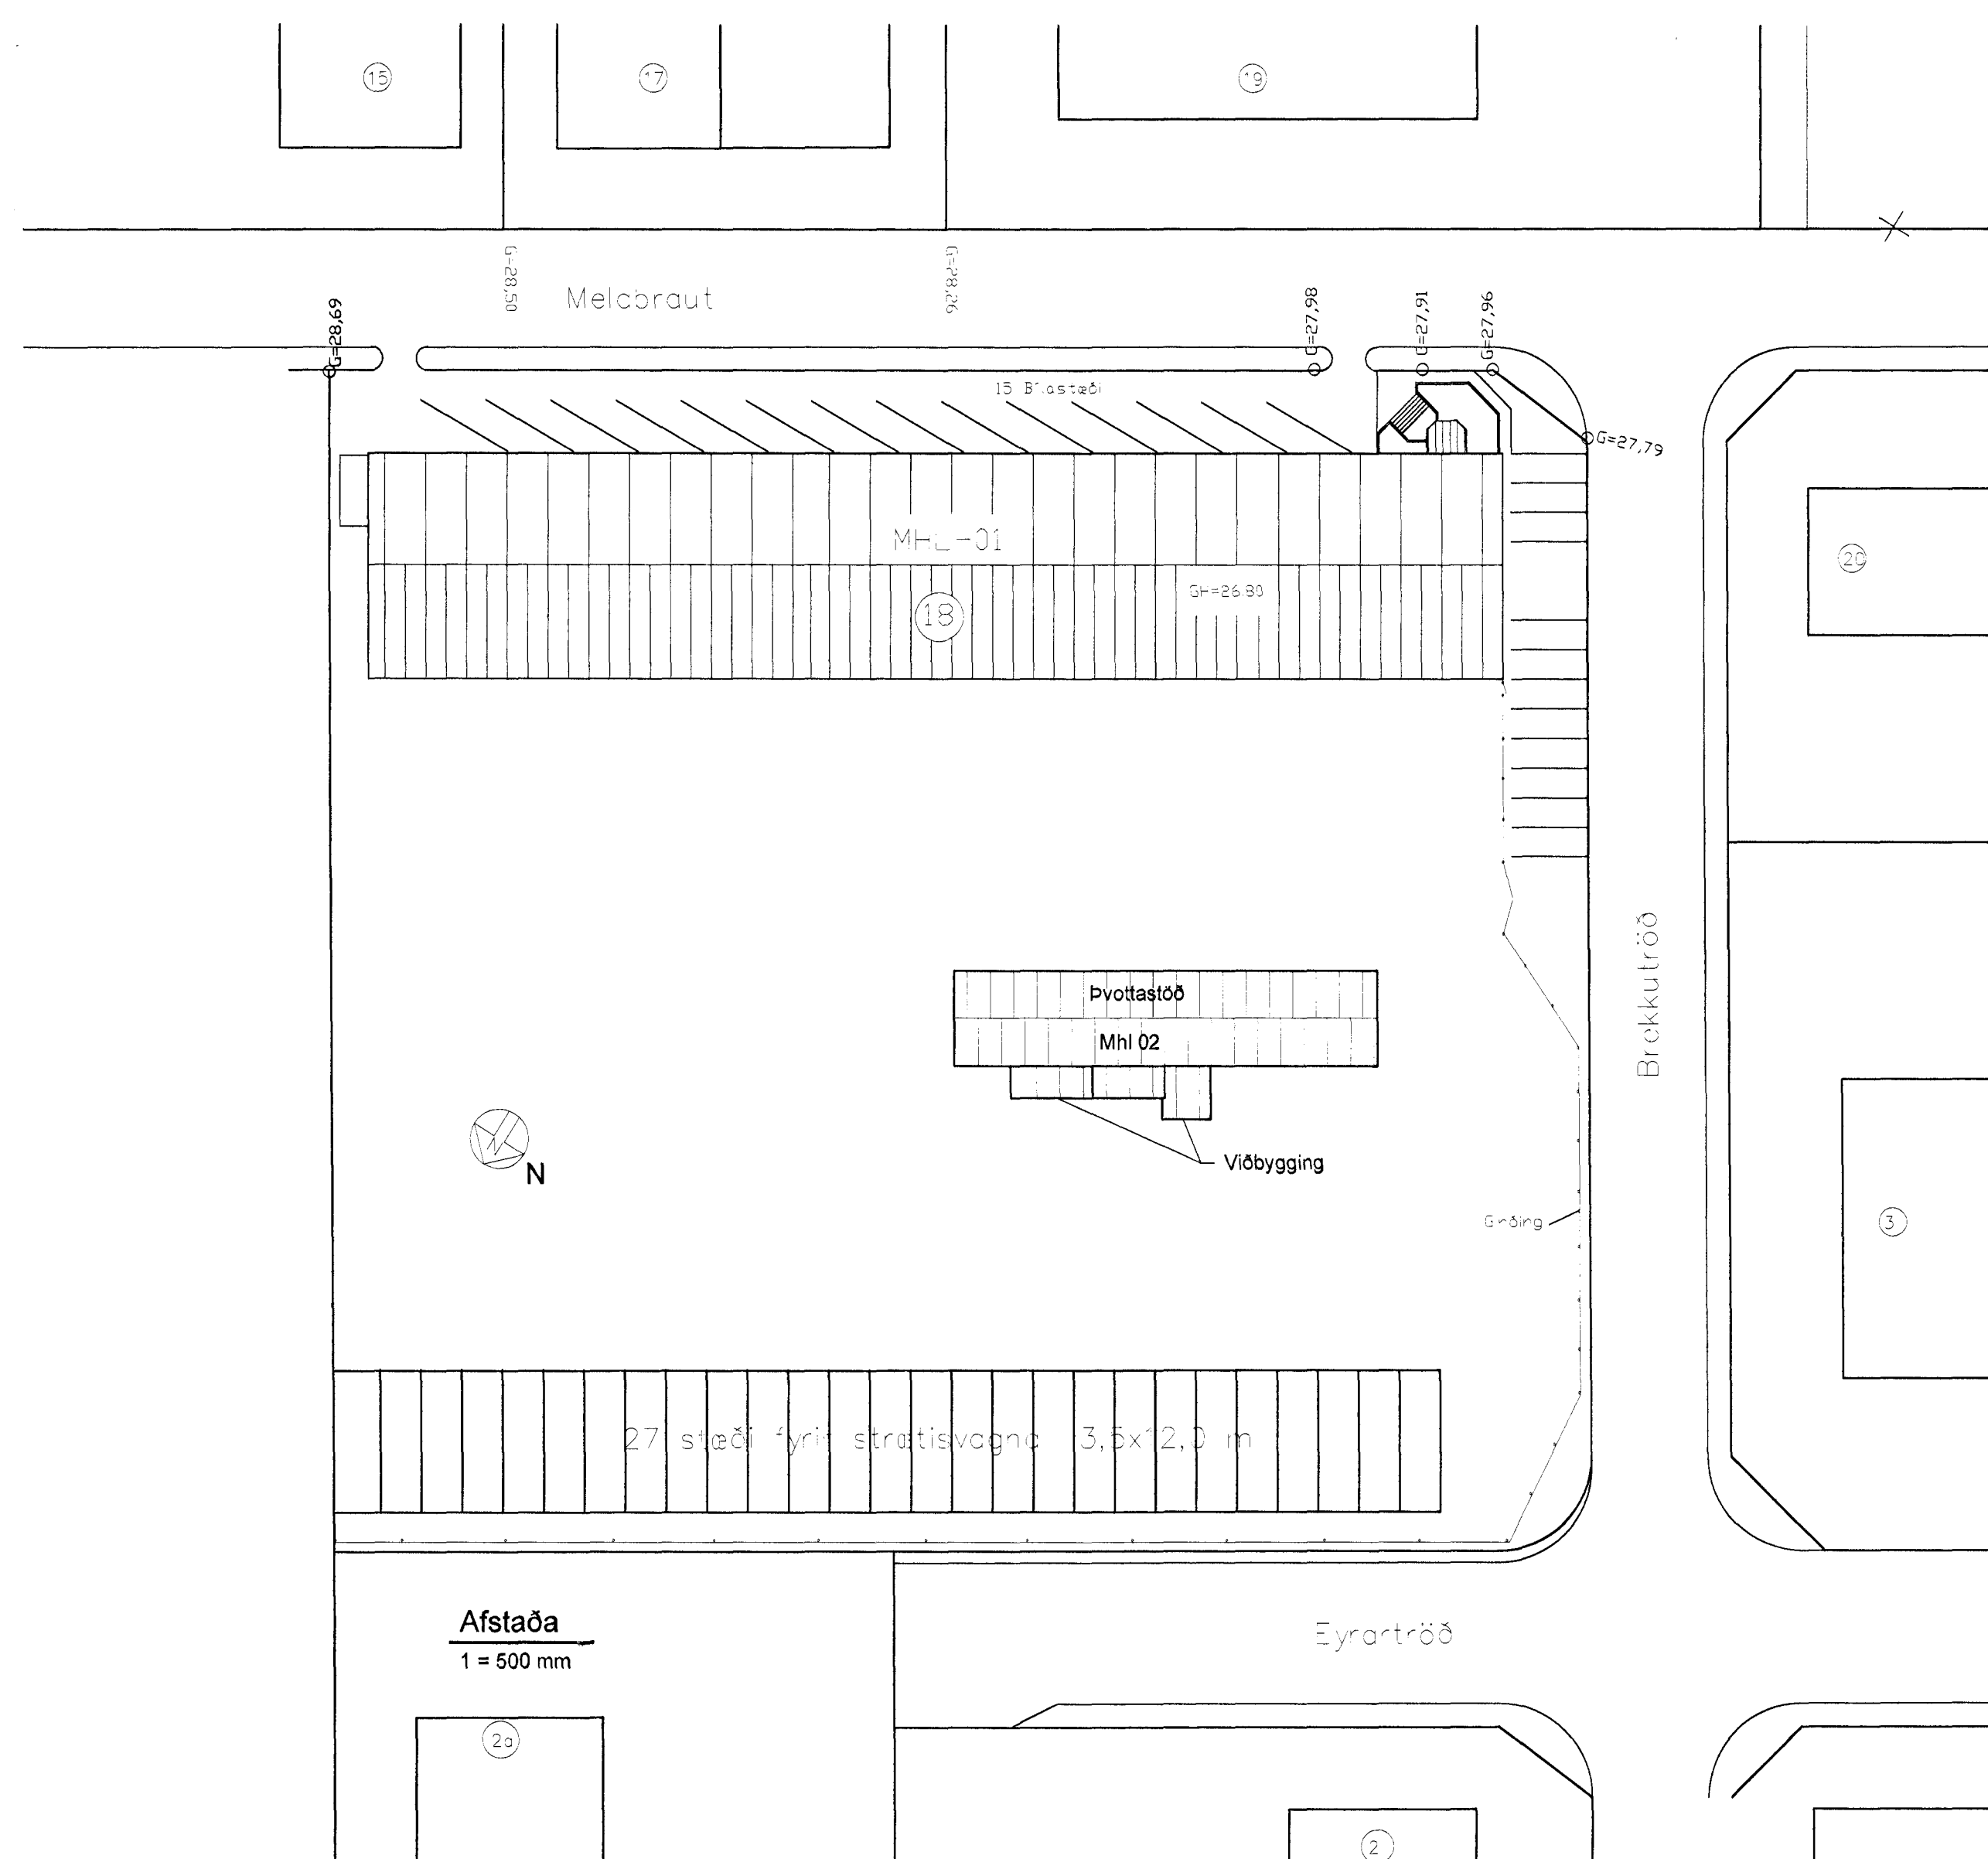 15
17
19
G=28,50
G=28,26
Melabraut
G=28,69
G=27,98
G=27,91
G=27,96
15 Bílastæði
G=27,79
MHL-01
20
GH=26.80
18
Brekkutröð
Þvottastöð
Mhl 02
Viðbygging
N
3
Girðing
27 stæði fyrir strætisvagna 3,5x12,0 m
Afstaða
1 = 500 mm
Eyrartröð
2a
2